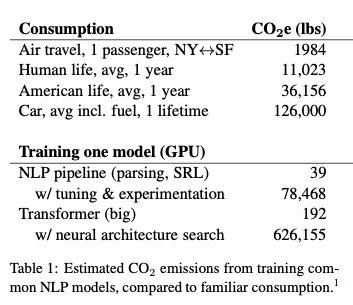 Consumption CO₂e (lbs)
Air travel, 1 passenger, NY↔SF 1984
Human life, avg, 1 year 11,023
American life, avg, 1 year 36,156
Car, avg incl. fuel, 1 lifetime 126,000
Training one model (GPU)
NLP pipeline (parsing, SRL) 39
w/ tuning & experimentation 78,468
Transformer (big) 192
w/ neural architecture search 626,155
Table 1: Estimated CO₂ emissions from training com-
mon NLP models, compared to familiar consumption.¹